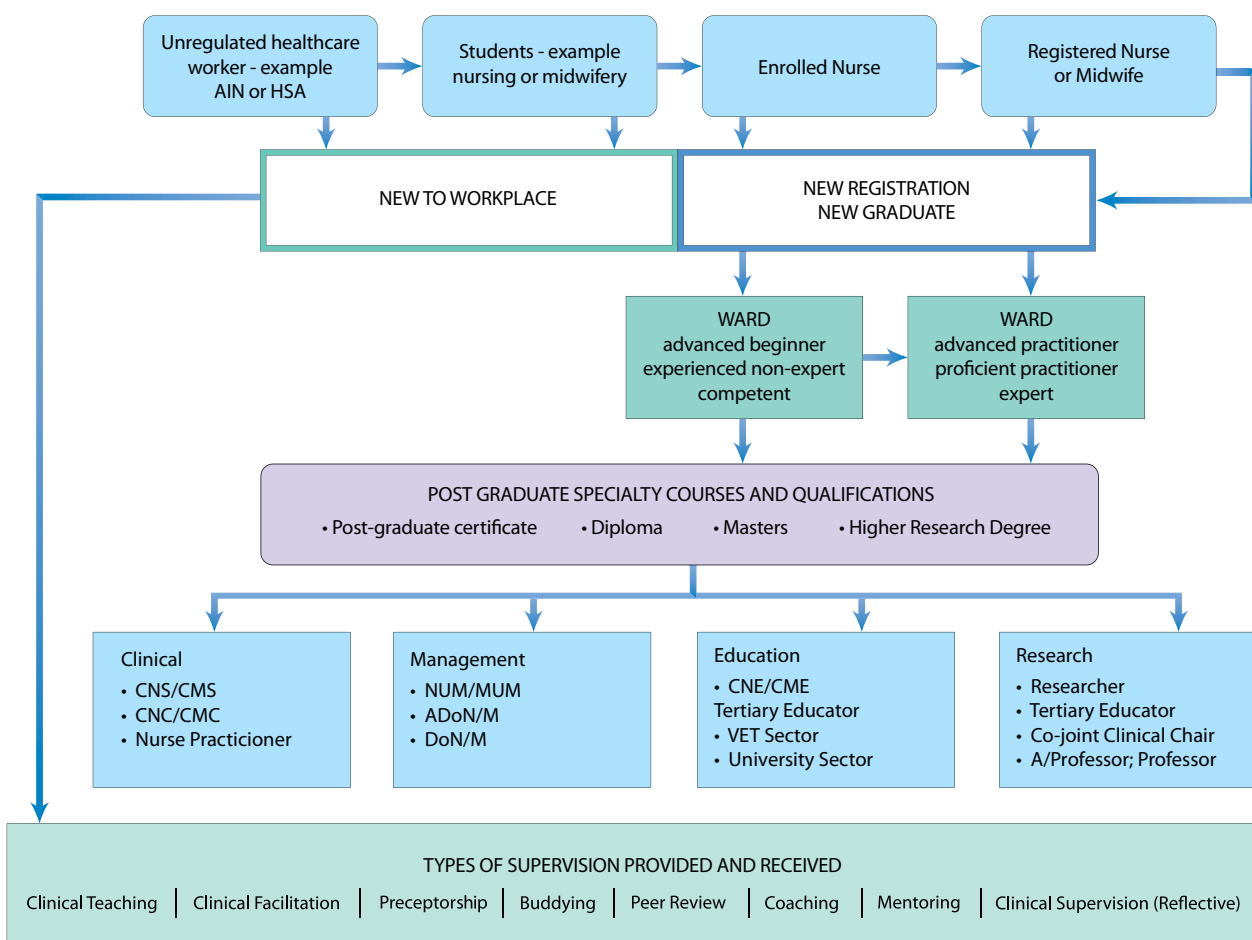 Unregulated healthcare
worker - example
AIN or HSA
Students - example
nursing or midwifery
Enrolled Nurse
Registered Nurse
or Midwife
NEW TO WORKPLACE
NEW REGISTRATION
NEW GRADUATE
WARD
advanced beginner
experienced non-expert
competent
WARD
advanced practitioner
proficient practitioner
expert
POST GRADUATE SPECIALTY COURSES AND QUALIFICATIONS
• Post-graduate certificate • Diploma • Masters • Higher Research Degree
Clinical
• CNS/CMS
• CNC/CMC
• Nurse Practicioner
Management
• NUM/MUM
• ADoN/M
• DoN/M
Education
• CNE/CME
Tertiary Educator
• VET Sector
• University Sector
Research
• Researcher
• Tertiary Educator
• Co-joint Clinical Chair
• A/Professor; Professor
TYPES OF SUPERVISION PROVIDED AND RECEIVED
Clinical Teaching | Clinical Facilitation | Preceptorship | Buddying | Peer Review | Coaching | Mentoring | Clinical Supervision (Reflective)